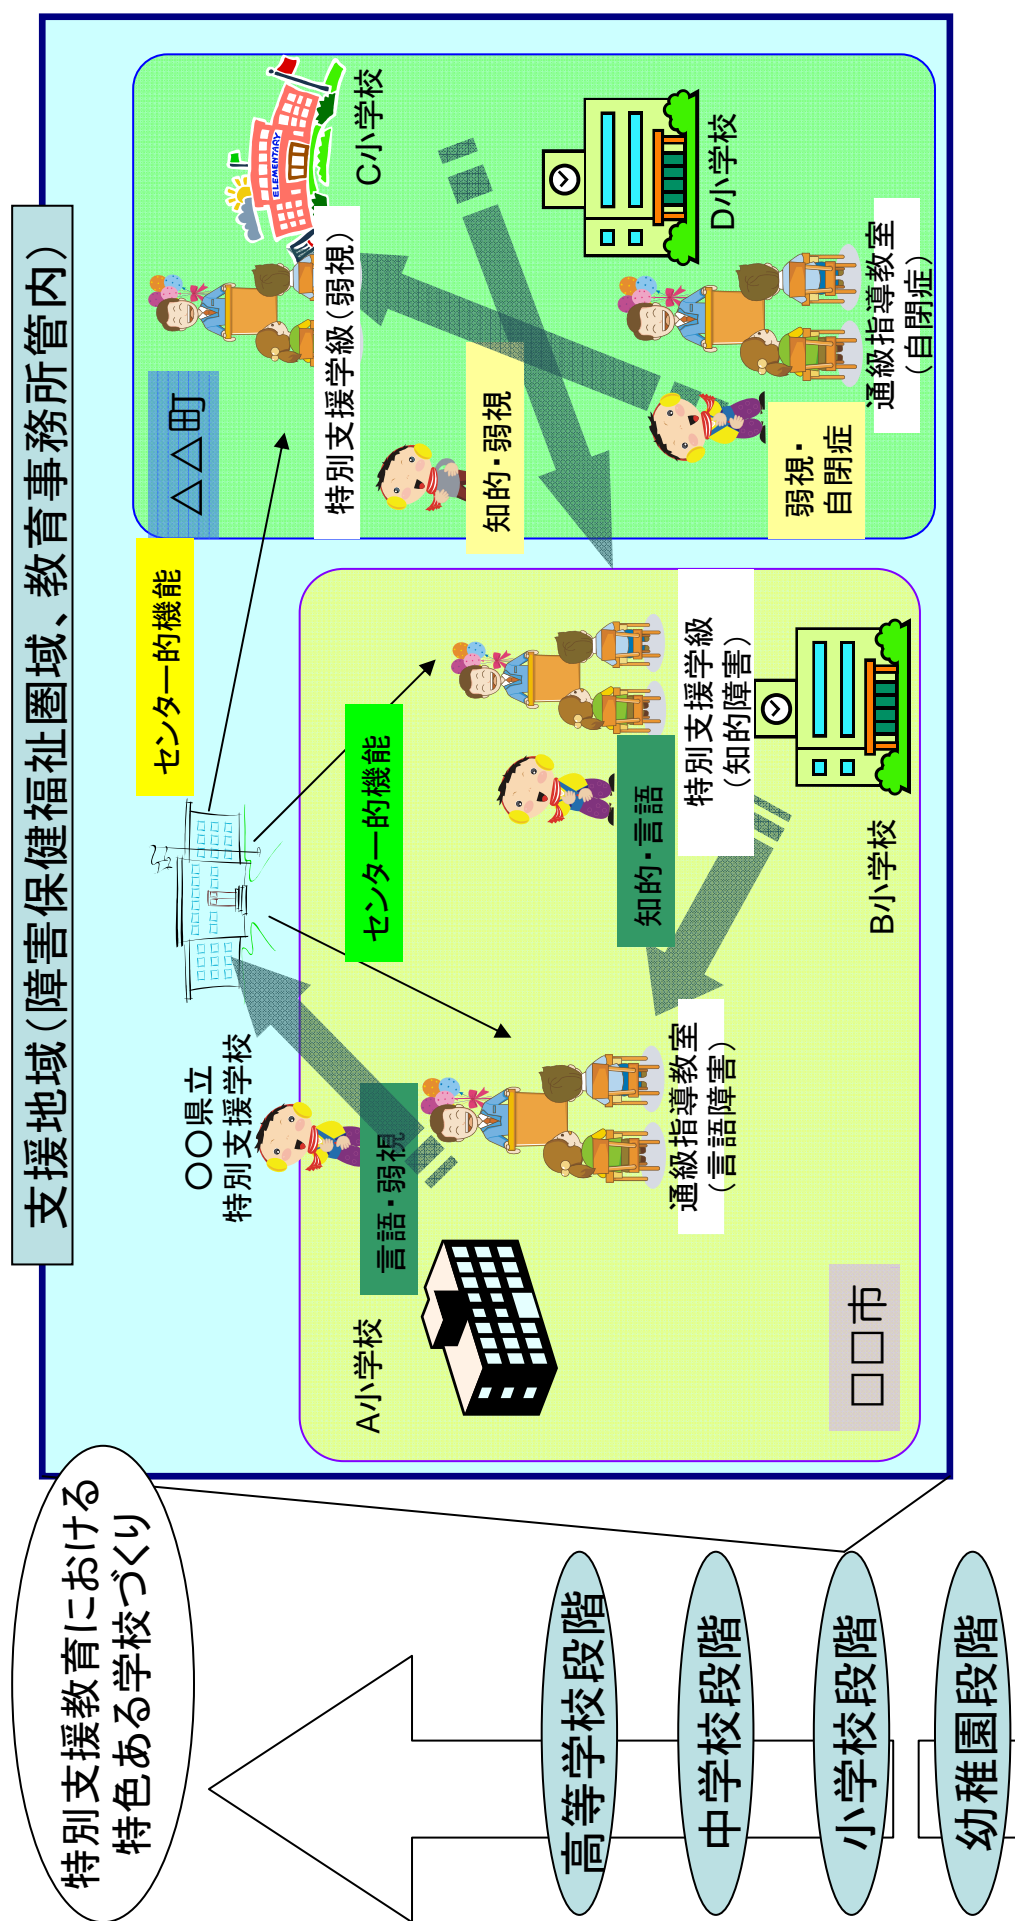 支援地域（障害保健福祉圏域、教育事務所管内）
特別支援教育における
特色ある学校づくり
高等学校段階
中学校段階
小学校段階
幼稚園段階
〇〇県立
特別支援学校
センター的機能
センター的機能
△△町
C小学校
ELEMENTARY
特別支援学級（弱視）
知的・弱視
D小学校
通級指導教室
（自閉症）
弱視・
自閉症
A小学校
言語・弱視
通級指導教室
（言語障害）
知的・言語
特別支援学級
（知的障害）
B小学校
□□市